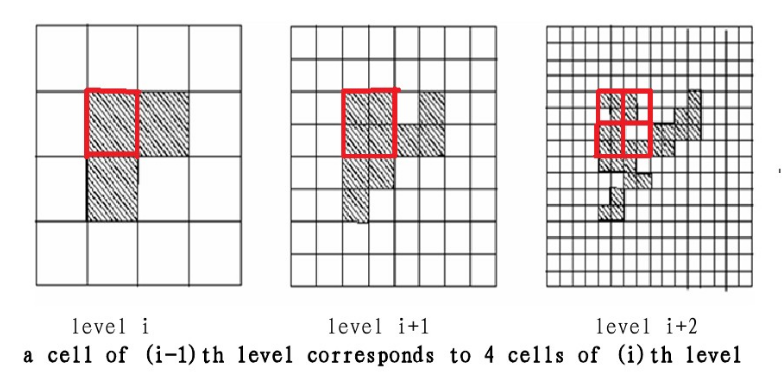 level i
level i+1
level i+2
a cell of (i-1)th level corresponds to 4 cells of (i)th level